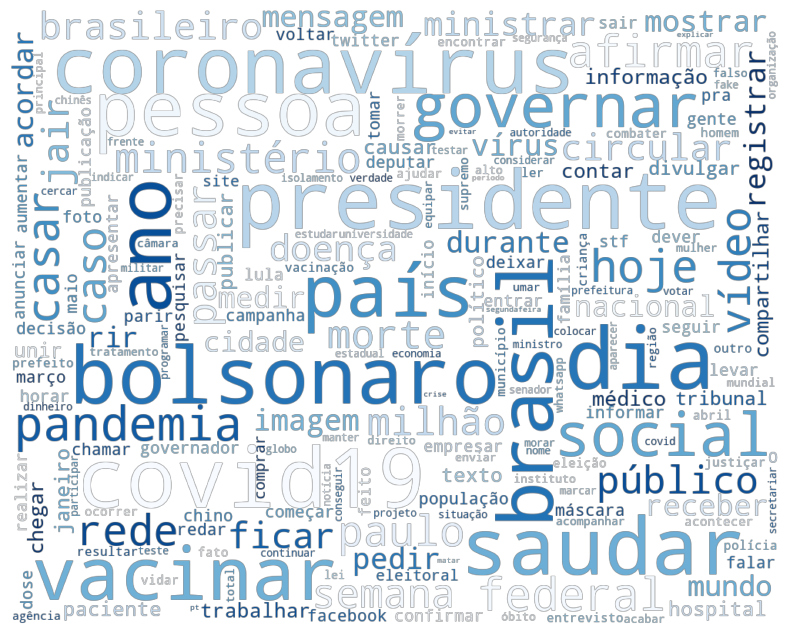 explicar
brasileiro
mensagem
ministrar
sair
mostrar
voltar
twitter
encontrar
segurança
principal
acordar
coronavírus
afirmar
organização
chinês
informação
falso
fake
pessoa
governar
pra
registrar
publicação
jair
tomar
morrer
evitar
autoridade
combater
gente
homem
frente
testar
causar
vírus
circular
ministério
deputar
considerar
ler
contar
divulgar
indicar
isolamento
verdade
ajudar
alto
período
supremo
cercar
aumentar
casar
foto
caso
apresentar
ano
precisar
site
passar
publicar
presidente
equipar
estudar
universidade
durante
criança
stf
dever
mulher
vídeo
compartilhar
câmara
doença
início
deixar
hoje
anunciar
maio
militar
pesquisar
lula
vacinação
país
entrar
político
umar
família
prefeitura
votar
decisão
parir
medir
campanha
segundafeira
colocar
nacional
rir
morte
brasil
seguir
unir
cidade
prefeito
tratamento
programar
estadual
economia
município
ministro
aparecer
região
outro
março
bolsonaro
dia
whatsapp
levar
mundial
horar
dinheiro
crise
senador
médico
tribunal
pandemia
imagem
milhão
informar
abril
chamar
governador
globo
manter
direito
empresar
morar
nome
social
covid
realizar
participar
janeiro
comprar
enviar
texto
eleição
justiçar
O
chegar
covid19
notícia
conseguir
feito
instituto
marcar
público
secretariar
ocorrer
população
máscara
receber
rede
redar
chino
começar
projeto
situação
acompanhar
acontecer
ficar
paulo
saudar
polícia
resultar
teste
fato
continuar
pedir
matar
falar
vacinar
dose
vidar
total
lei
eleitoral
semana
federal
mundo
agência
paciente
pt
trabalhar
facebook
confirmar
óbito
entrevisto
acabar
hospital